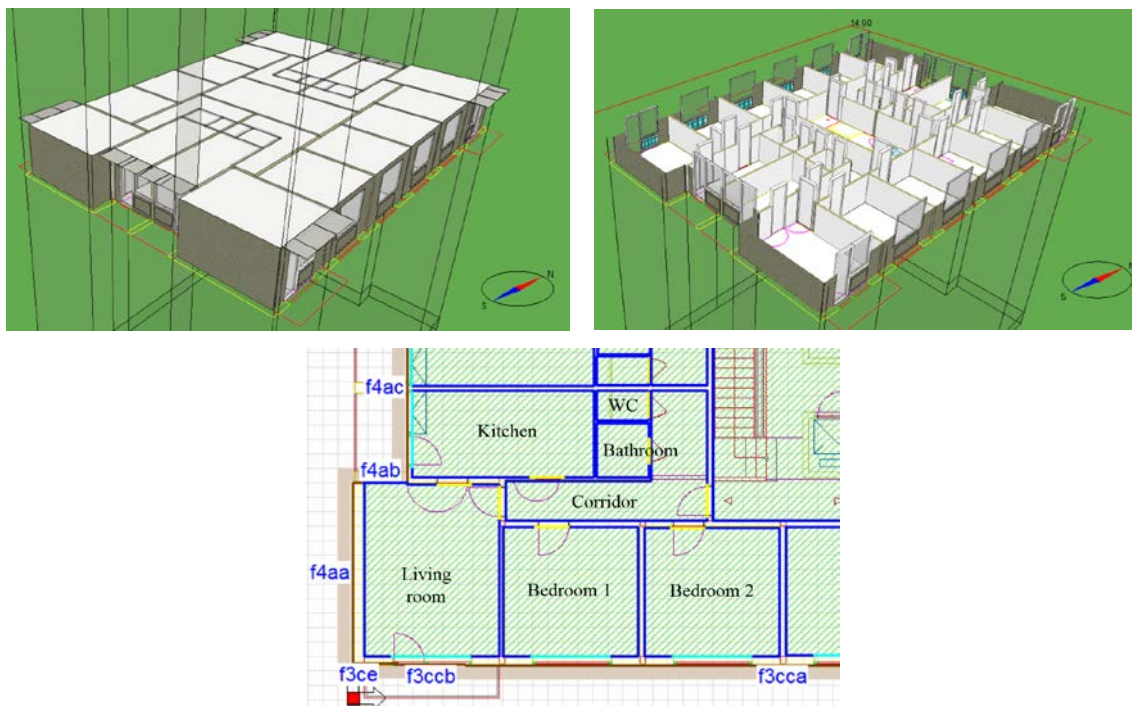 14.90
N
S
N
S
f4ac
WC
Kitchen
Bathroom
f4ab
Corridor
f4aa
Living
room
Bedroom 1
Bedroom 2
f3ce
f3ccb
f3cca